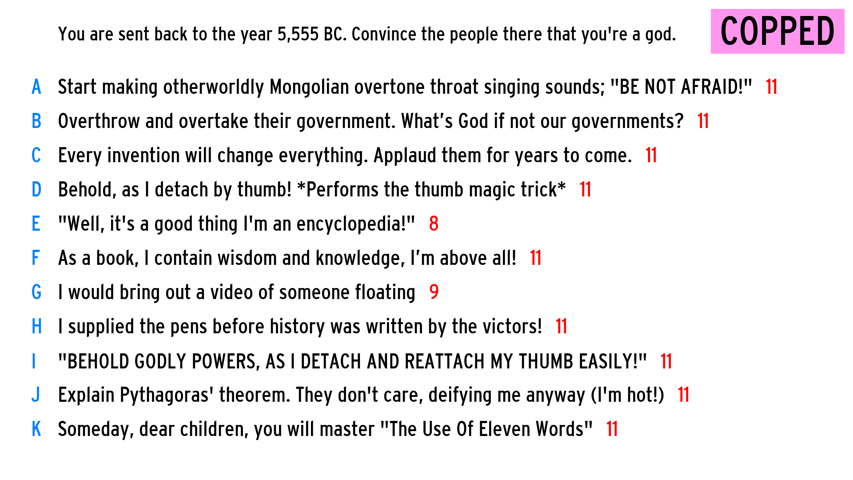 You are sent back to the year 5,555 BC. Convince the people there that you're a god.
COPPED
A Start making otherworldly Mongolian overtone throat singing sounds; "BE NOT AFRAID!" 11
B Overthrow and overtake their government. What’s God if not our governments? 11
C Every invention will change everything. Applaud them for years to come. 11
D Behold, as I detach by thumb! *Performs the thumb magic trick* 11
E "Well, it's a good thing I'm an encyclopedia!" 8
F As a book, I contain wisdom and knowledge, I’m above all! 11
G I would bring out a video of someone floating 9
H I supplied the pens before history was written by the victors! 11
I "BEHOLD GODLY POWERS, AS I DETACH AND REATTACH MY THUMB EASILY!" 11
J Explain Pythagoras' theorem. They don't care, deifying me anyway (I'm hot!) 11
K Someday, dear children, you will master "The Use Of Eleven Words" 11